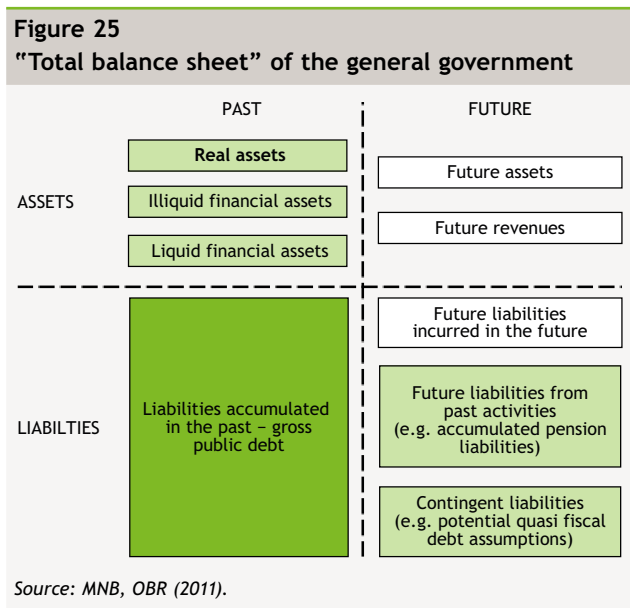 Figure 25
“Total balance sheet” of the general government
PAST
FUTURE
ASSETS
Real assets
Illiquid financial assets
Liquid financial assets
Future assets
Future revenues
LIABILTIES
Liabilities accumulated
in the past – gross
public debt
Future liabilities
incurred in the future
Future liabilities from
past activities
(e.g. accumulated pension
liabilities)
Contingent liabilities
(e.g. potential quasi fiscal
debt assumptions)
Source: MNB, OBR (2011).